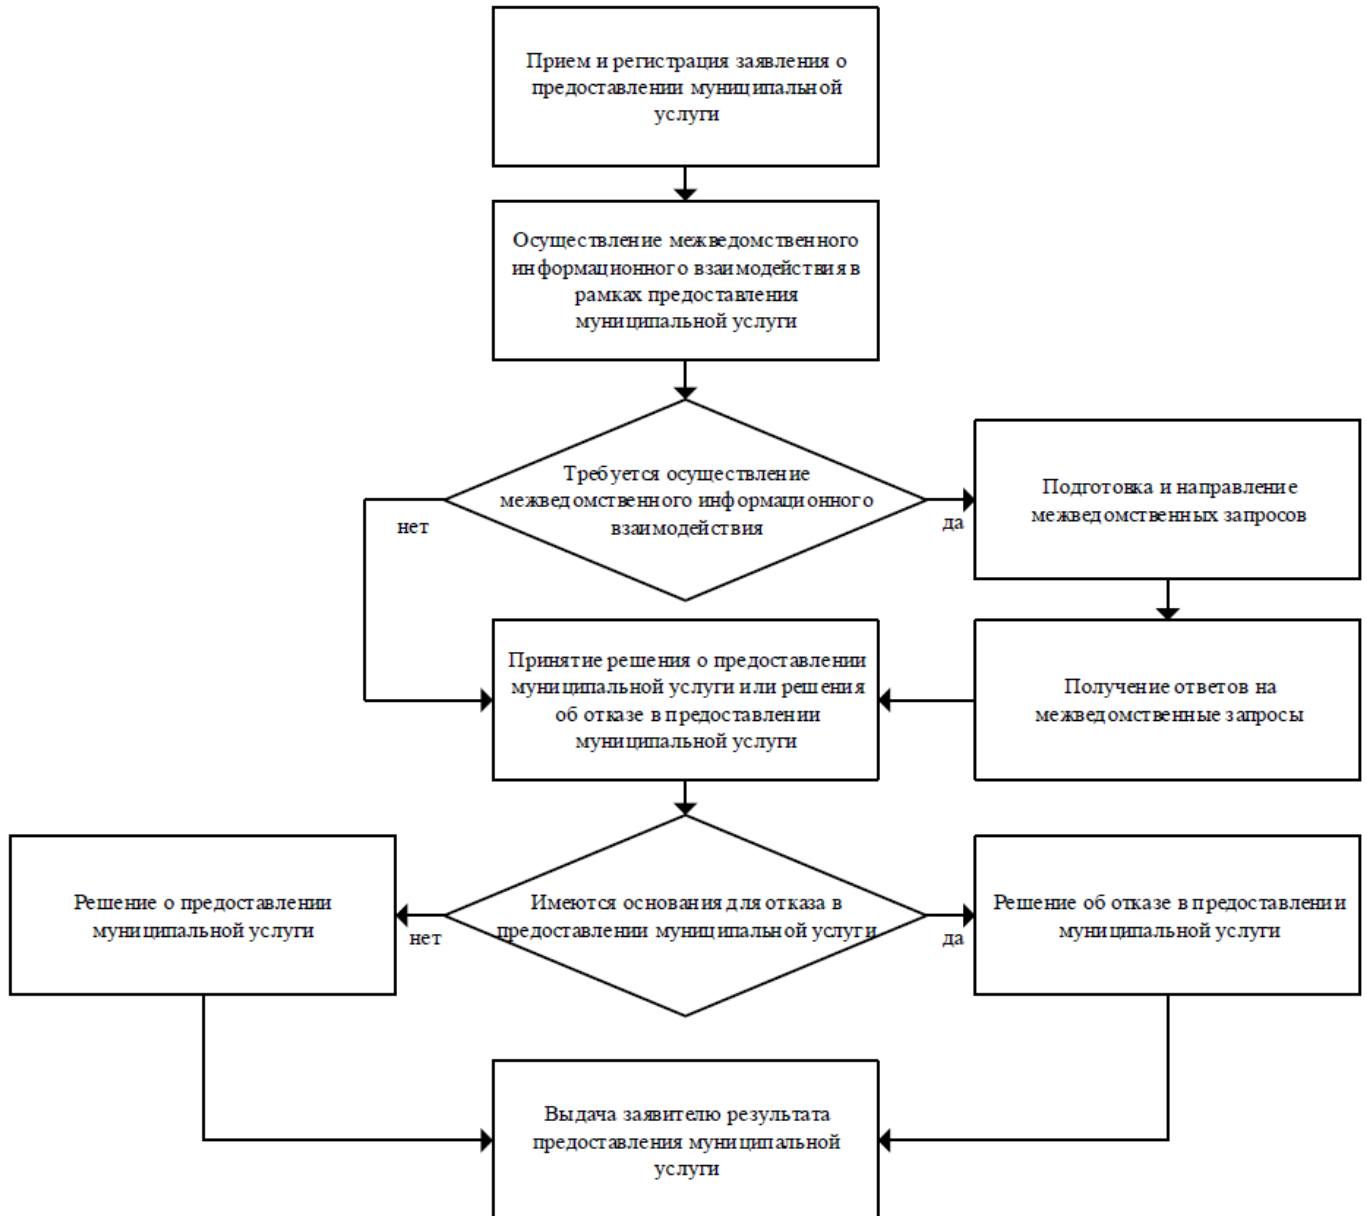 Прием и регистрация заявления о
предоставлении муниципальной
услуги
Осуществление межведомственного
информационного взаимодействия в
рамках предоставления
муниципальной услуги
Требуется осуществление
межведомственного информационного
взаимодействия
нет
да
Подготовка и направление
межведомственных запросов
Принятие решения о предоставлении
муниципальной услуги или решения
об отказе в предоставлении
муниципальной услуги
Получение ответов на
межведомственные запросы
Решение о предоставлении
муниципальной услуги
нет
Имеются основания для отказа в
предоставлении муниципальной услуги
да
Решение об отказе в предоставлении
муниципальной услуги
Выдача заявителю результата
предоставления муниципальной
услуги